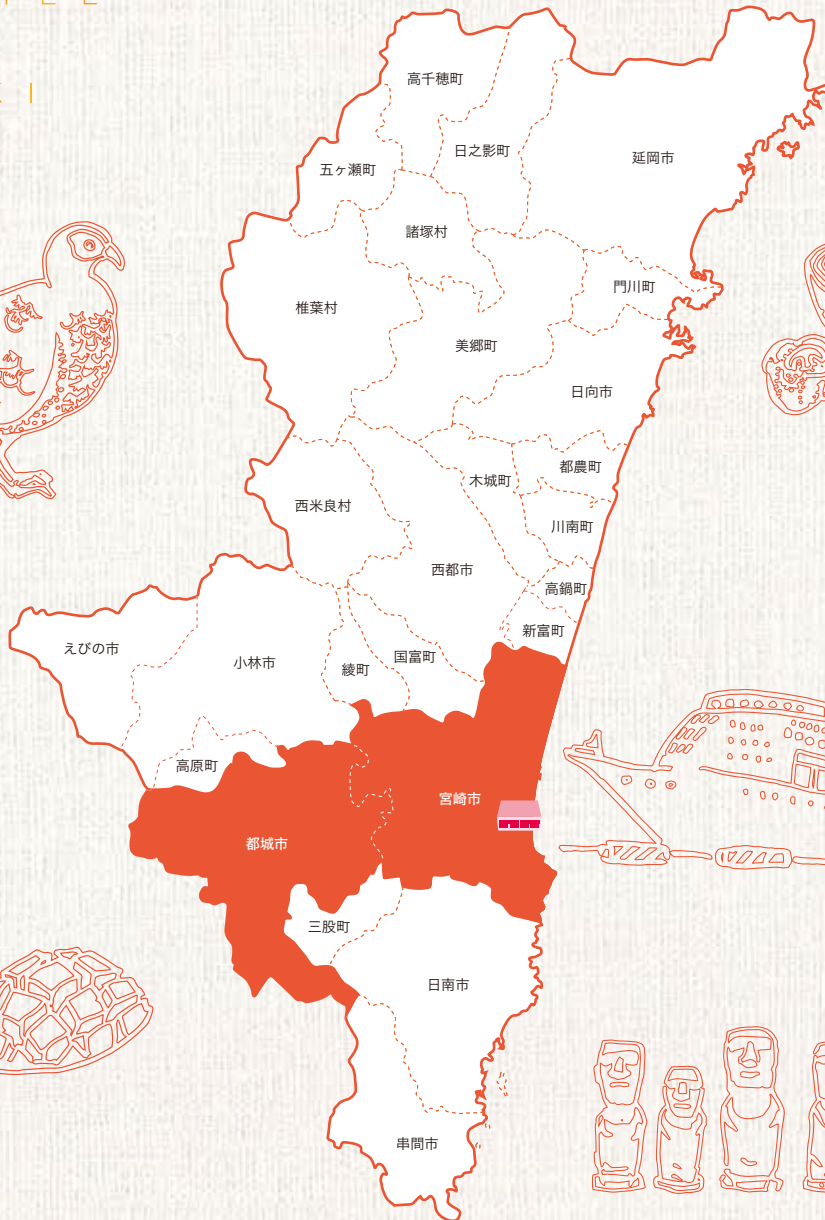 高千穂町
日之影町
延岡市
五ヶ瀬町
諸塚村
門川町
椎葉村
美郷町
日向市
都農町
木城町
西米良村
川南町
西都市
高鍋町
新富町
えびの市
国富町
小林市
綾町
高原町
宮崎市
都城市
三股町
日南市
串間市